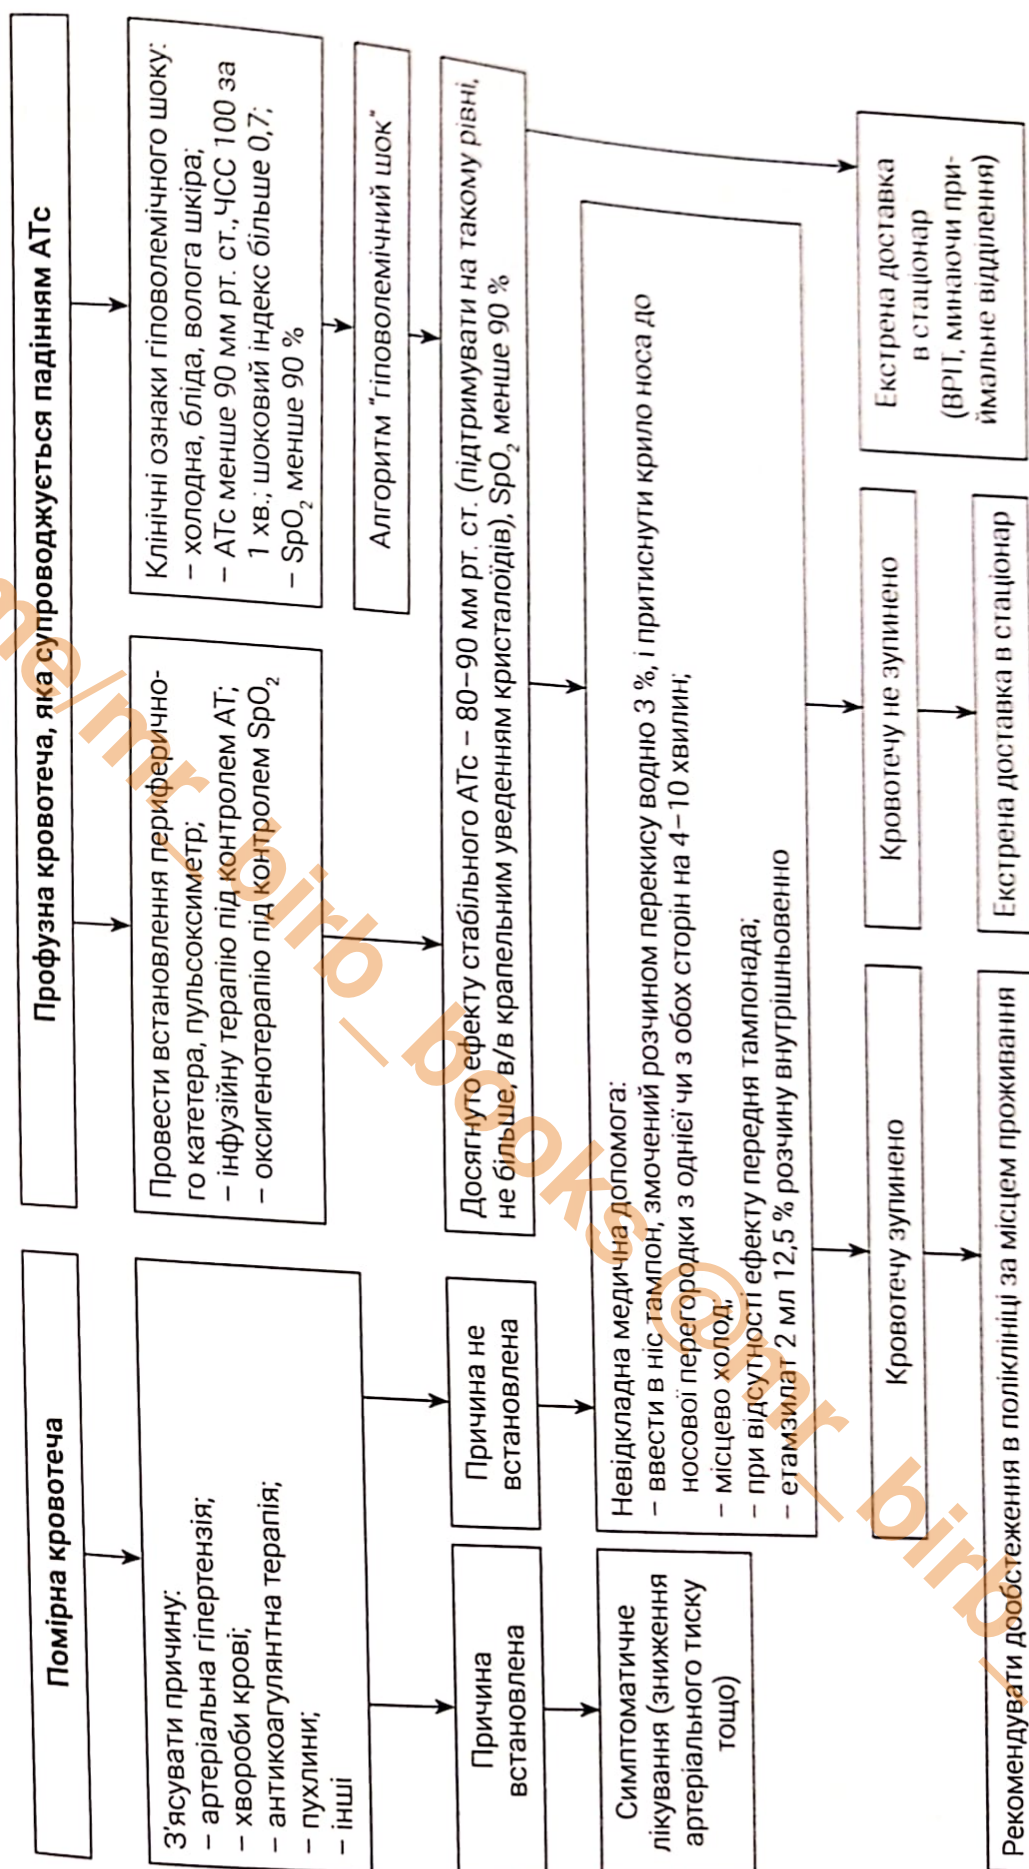 Помірна кровотеча
Профузна кровотеча, яка супроводжується падінням АТс
З'ясувати причину:
– артеріальна гіпертензія;
– хвороби крові;
– антикоагулянтна терапія;
– пухлини;
– інші
Провести встановлення периферично-
го катетера, пульсоксиметр;
– інфузійну терапію під контролем АТ;
– оксигенотерапію під контролем SpO₂
Клінічні ознаки гіповолемічного шоку:
– холодна, бліда, волога шкіра;
– АТс менше 90 мм рт. ст., ЧСС 100 за
1 хв.; шоковий індекс більше 0,7;
– SpO₂ менше 90 %
Алгоритм "гіповолемічний шок"
Причина
встановлена
Причина не
встановлена
Досягнуто ефекту стабільного АТс – 80–90 мм рт. ст. (підтримувати на такому рівні,
не більше, в/в крапельним уведенням кристалоїдів), SpO₂ менше 90 %
Симптоматичне
лікування (зниження
артеріального тиску
тощо)
Невідкладна медична допомога:
– ввести в ніс тампон, змочений розчином перекису водню 3 %, і притиснути крило носа до
носової перегородки з однієї чи з обох сторін на 4–10 хвилин;
– місцево холод;
– при відсутності ефекту передня тампонада;
– етамзилат 2 мл 12,5 % розчину внутрішньовенно
Кровотечу зупинено
Кровотечу не зупинено
Екстрена доставка
в стаціонар
(ВРІТ, минаючи при-
ймальне відділення)
Рекомендувати дообстеження в поліклініці за місцем проживання
Екстрена доставка в стаціонар
me/mr_birb_books @mr_birb_